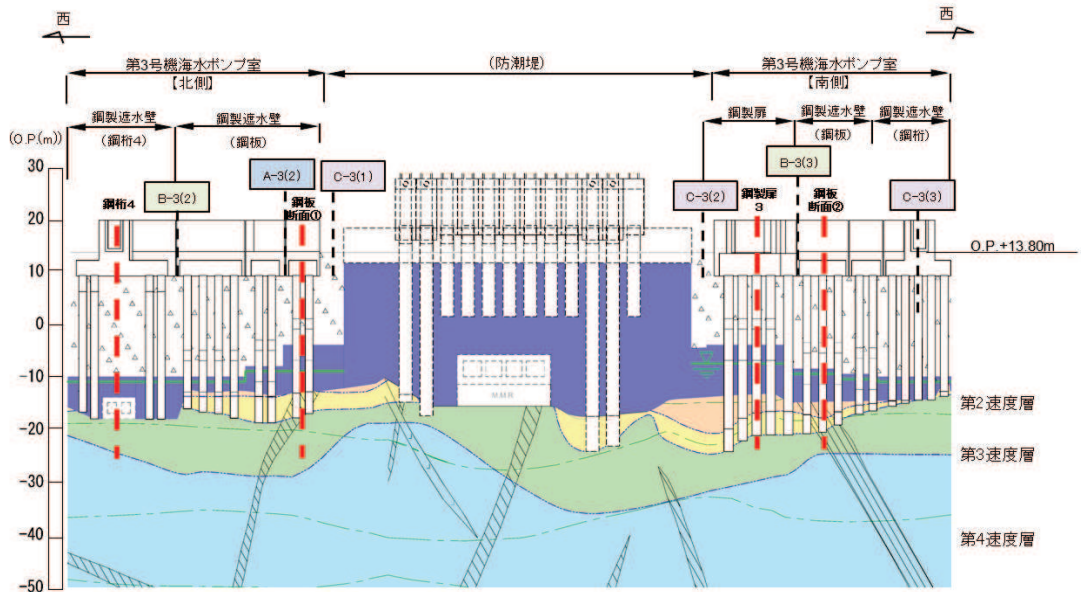 西
西
第3号機海水ポンプ室
【北側】
(防潮堤)
第3号機海水ポンプ室
【南側】
鋼製遮水壁
(鋼桁4)
鋼製遮水壁
(鋼板)
鋼製扉
鋼製遮水壁
(鋼板)
鋼製遮水壁
(鋼桁)
(O.P.(m))
30
20
10
0
-10
-20
-30
-40
-50
B-3(2)
A-3(2)
C-3(1)
C-3(2)
B-3(3)
C-3(3)
鋼桁4
鋼板
断面①
鋼製扉
3
鋼板
断面②
O.P.+13.80m
MMR
第2速度層
第3速度層
第4速度層